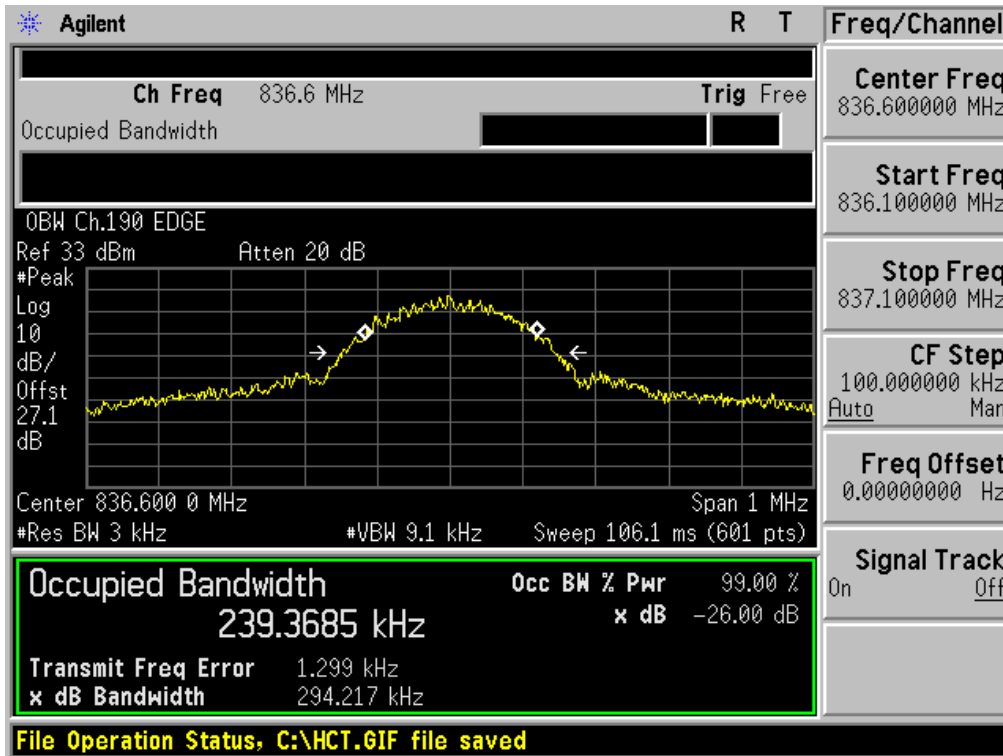 Agilent R T
Ch Freq 836.6 MHz Trig Free
Occupied Bandwidth
OBW Ch.190 EDGE
Ref 33 dBm Atten 20 dB
#Peak
Log
10
dB/
Offst
27.1
dB
Center 836.600 0 MHz Span 1 MHz
#Res BW 3 kHz #VBW 9.1 kHz Sweep 106.1 ms (601 pts)
Occupied Bandwidth
239.3685 kHz
Occ BW % Pwr 99.00 %
x dB -26.00 dB
Transmit Freq Error 1.299 kHz
x dB Bandwidth 294.217 kHz
File Operation Status, C:\HCT.GIF file saved
Freq/Channel
Center Freq
836.600000 MHz
Start Freq
836.100000 MHz
Stop Freq
837.100000 MHz
CF Step
100.000000 kHz
Auto Man
Freq Offset
0.00000000 Hz
Signal Track
On Off